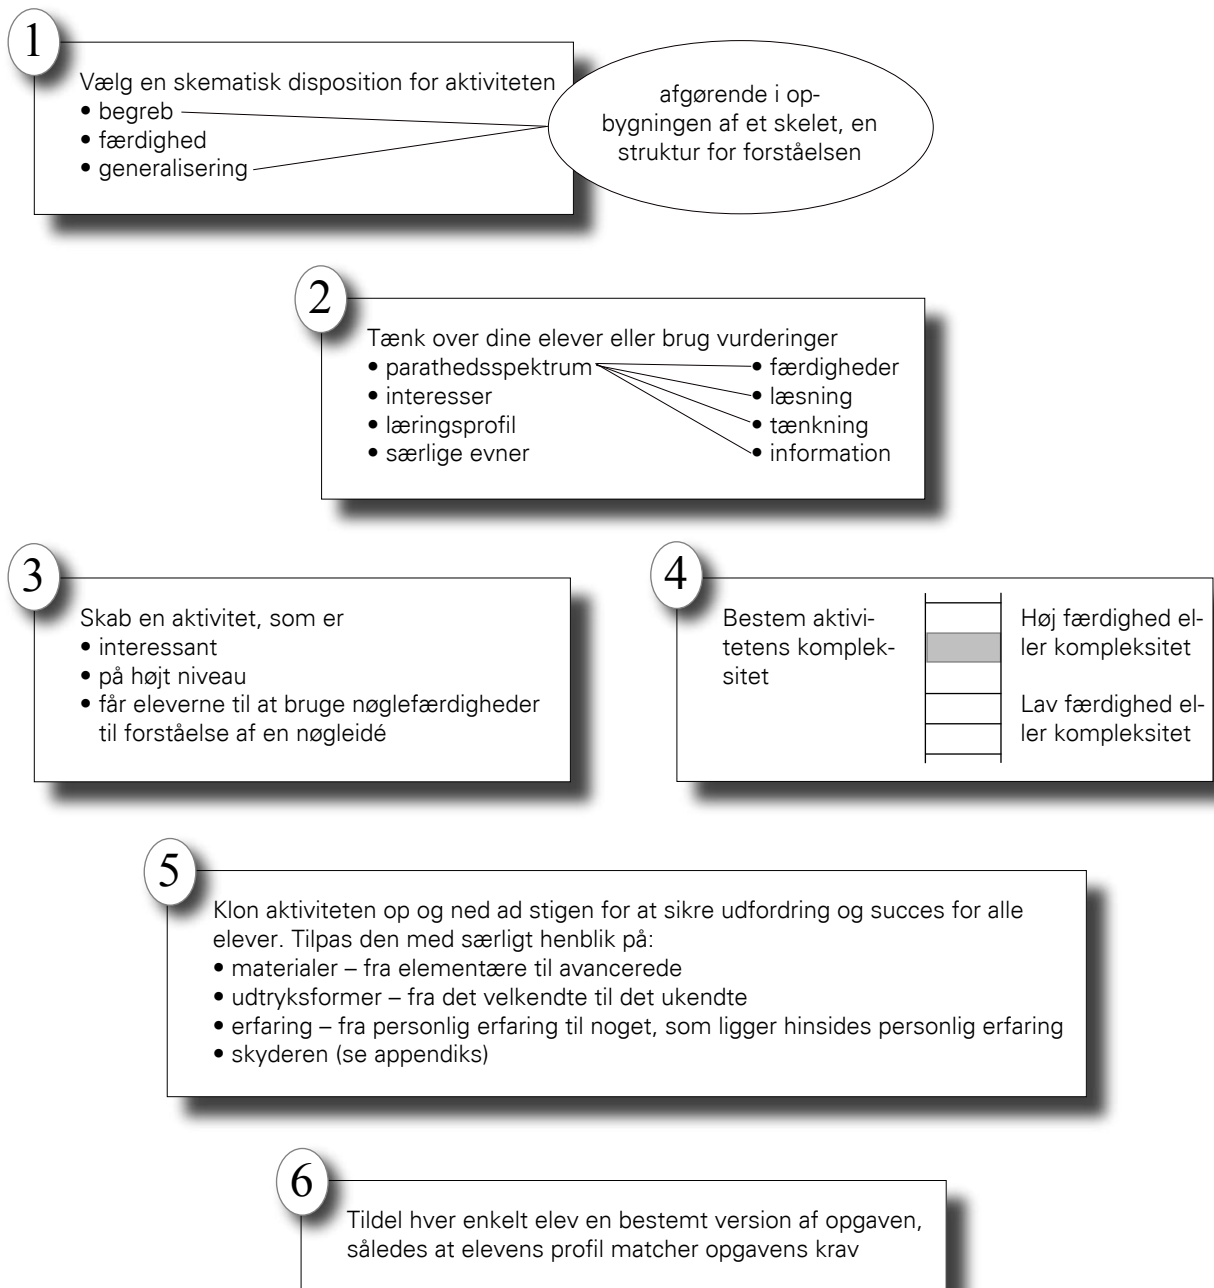 1
Vælg en skematisk disposition for aktiviteten
• begreb
• færdighed
• generalisering
afgørende i op-
bygningen af et skelet, en
struktur for forståelsen
2
Tænk over dine elever eller brug vurderinger
• parathedsspektrum
• interesser
• læringsprofil
• særlige evner
• færdigheder
• læsning
• tænkning
• information
3
Skab en aktivitet, som er
• interessant
• på højt niveau
• får eleverne til at bruge nøglefærdigheder
til forståelse af en nøgleidé
4
Bestem aktivi-
tetens komplek-
sitet
Høj færdighed el-
ler kompleksitet
Lav færdighed el-
ler kompleksitet
5
Klon aktiviteten op og ned ad stigen for at sikre udfordring og succes for alle
elever. Tilpas den med særligt henblik på:
• materialer – fra elementære til avancerede
• udtryksformer – fra det velkendte til det ukendte
• erfaring – fra personlig erfaring til noget, som ligger hinsides personlig erfaring
• skyderen (se appendiks)
6
Tildel hver enkelt elev en bestemt version af opgaven,
således at elevens profil matcher opgavens krav